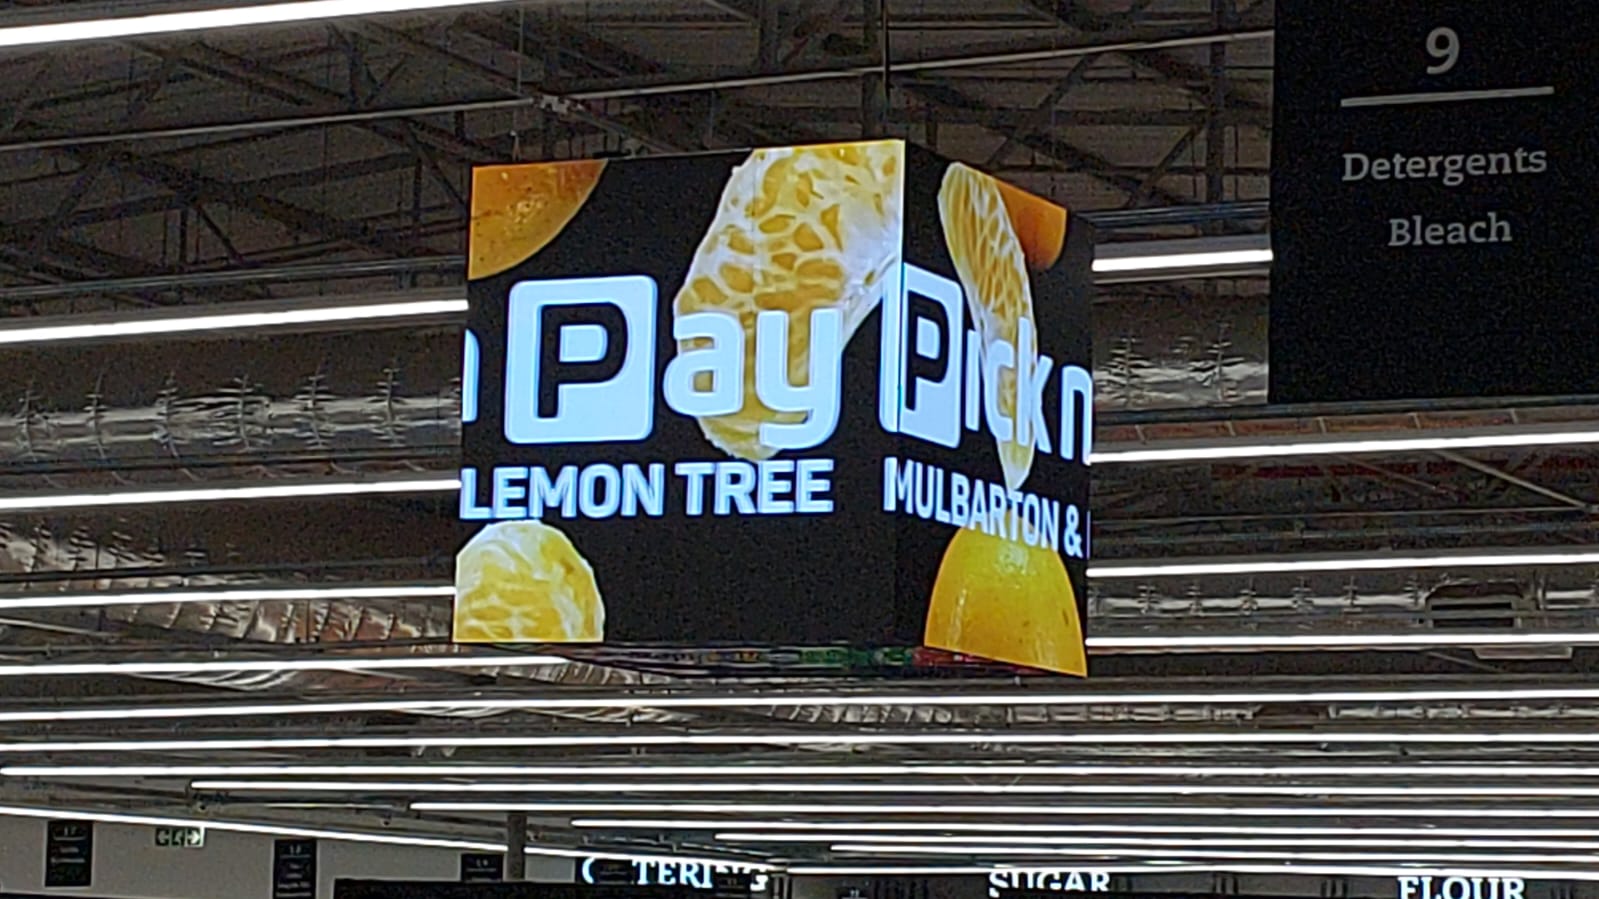 9
Detergents
Bleach
n Pay
LEMON TREE
Pick n
MULBARTON &
SUGAR
FLOUR